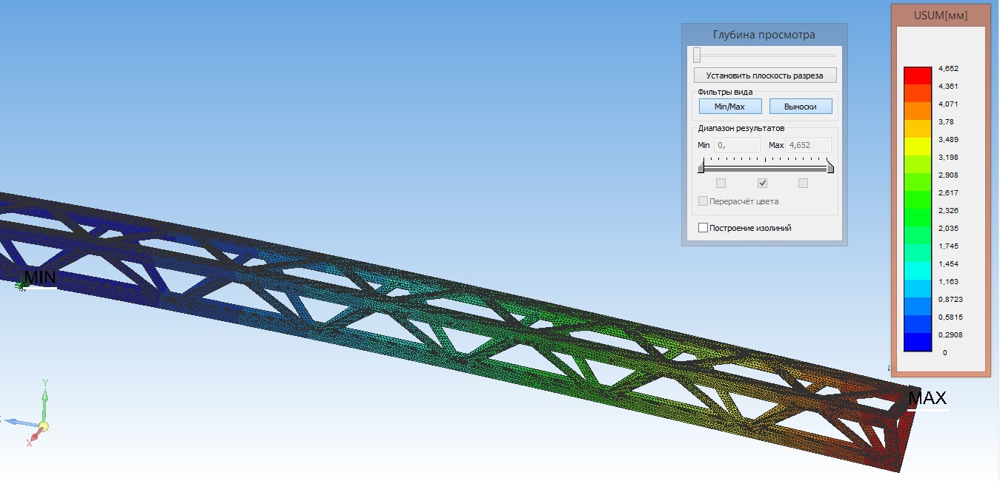 USUM[мм]
Глубина просмотра
Установить плоскость разреза
Фильтры вида
Min/Max Выноски
Диапазон результатов
Min 0, Max 4,652
Перерасчёт цвета
Построение изолиний
4,652
4,361
4,071
3,78
3,489
3,198
2,908
2,617
2,326
2,035
1,745
1,454
1,163
0,8723
0,5815
0,2908
0
MIN
MAX
Y
X